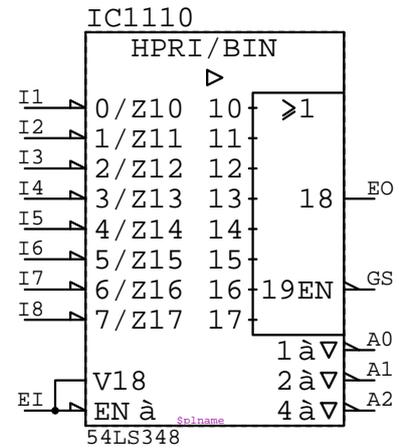 IC1110
HPRI/BIN
▷
I1 0/Z10 10 ≥1
I2 1/Z11 11
I3 2/Z12 12
I4 3/Z13 13 18 EO
I5 4/Z14 14
I6 5/Z15 15
I7 6/Z16 16 19EN GS
I8 7/Z17 17
1à▽ A0
V18 2à▽ A1
EI EN à 4à▽ A2
$plname
54LS348